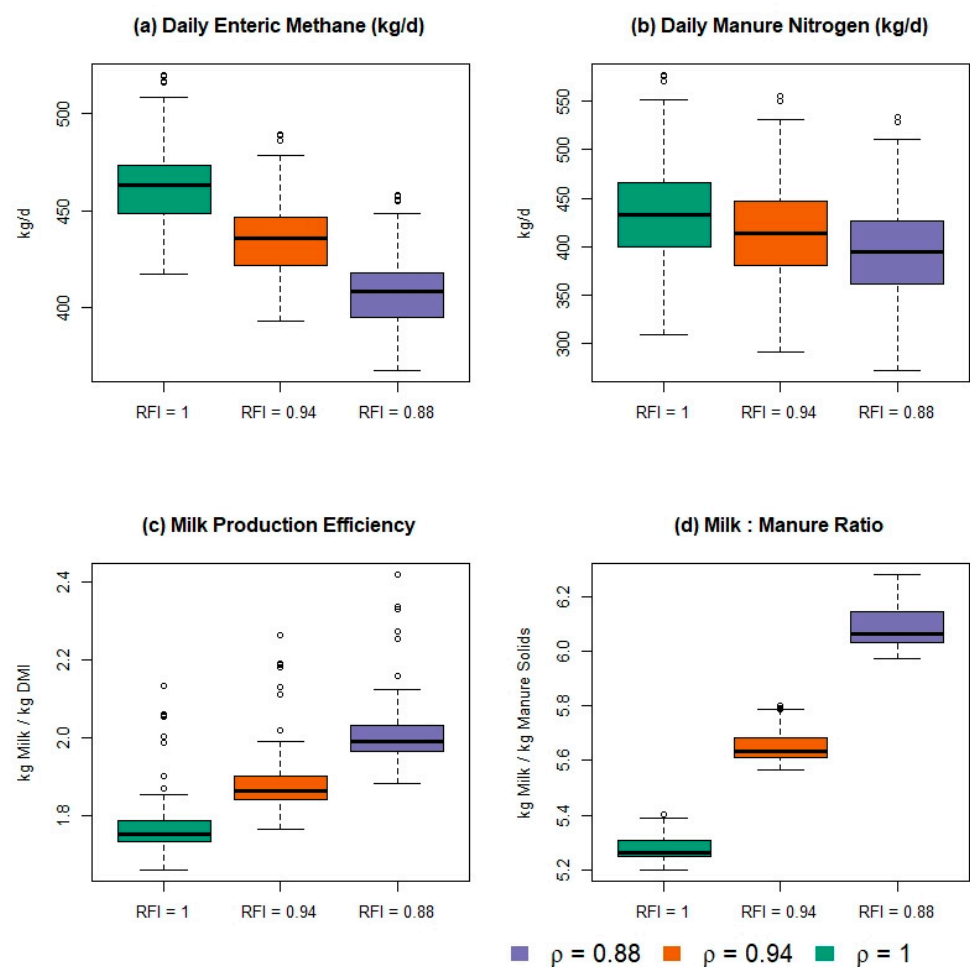 (a) Daily Enteric Methane (kg/d)
kg/d
500
450
400
RFI = 1 RFI = 0.94 RFI = 0.88
(b) Daily Manure Nitrogen (kg/d)
kg/d
550
500
450
400
350
300
RFI = 1 RFI = 0.94 RFI = 0.88
(c) Milk Production Efficiency
kg Milk / kg DMI
2.4
2.2
2.0
1.8
RFI = 1 RFI = 0.94 RFI = 0.88
(d) Milk : Manure Ratio
kg Milk / kg Manure Solids
6.2
6.0
5.8
5.6
5.4
5.2
RFI = 1 RFI = 0.94 RFI = 0.88
ρ = 0.88 ρ = 0.94 ρ = 1